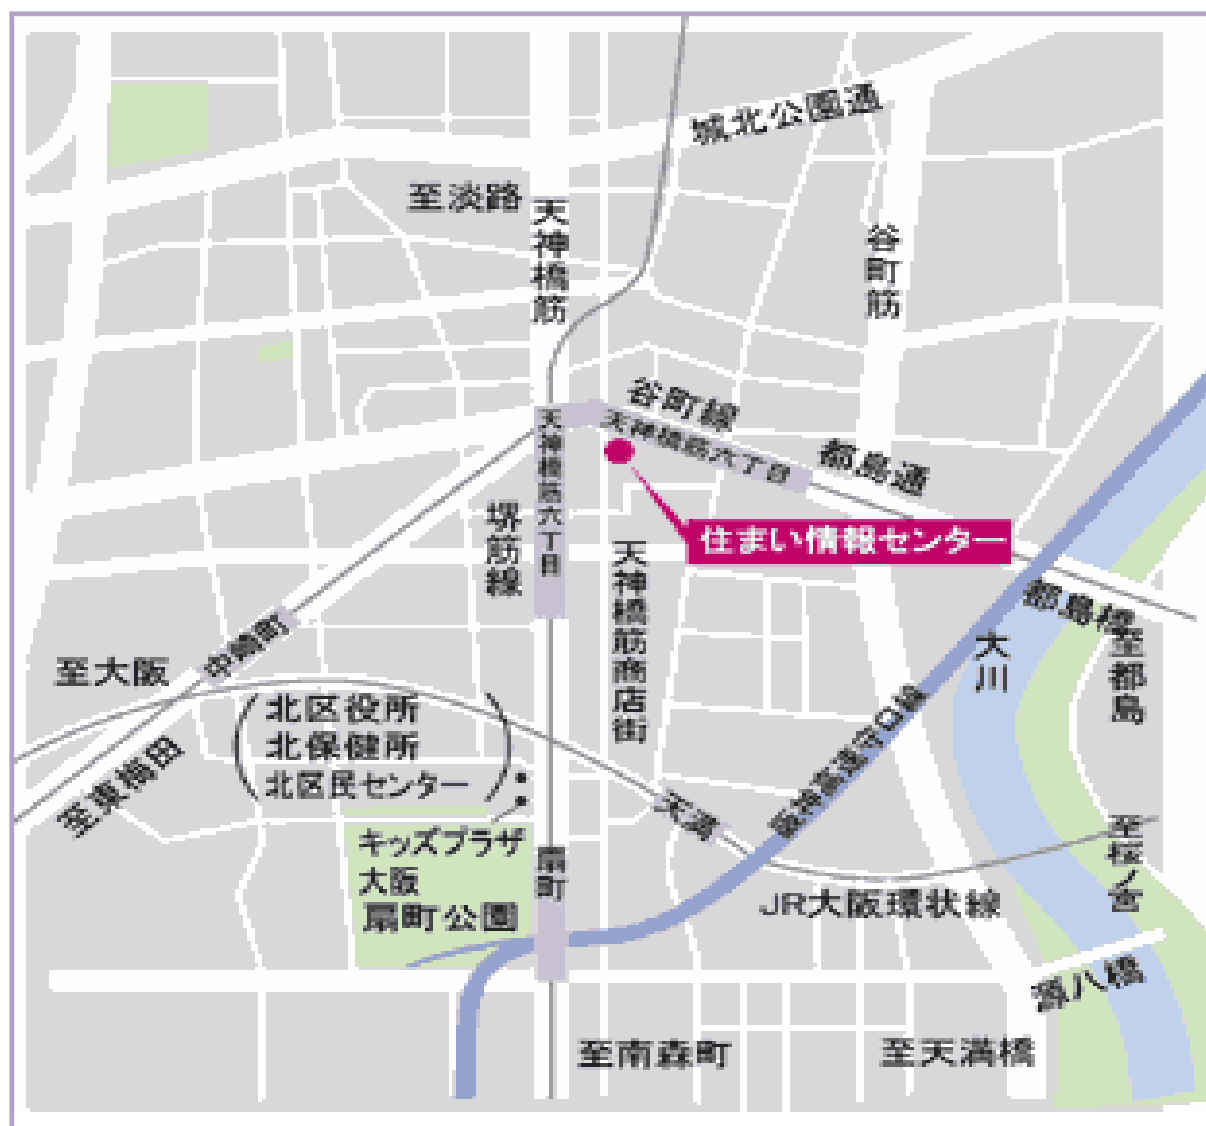 城北公園通
至淡路
天神橋筋
谷町筋
谷町線
天神橋筋六丁目
都島通
天神橋筋六丁目
堺筋線
住まい情報センター
天神橋筋商店街
都島橋
大川
至都島
中崎町
至大阪
北区役所
北保健所
北区民センター
至東梅田
阪神高速守口線
天満
キッズプラザ
大阪
扇町公園
扇町
至桜ノ宮
JR大阪環状線
源八橋
至南森町
至天満橋